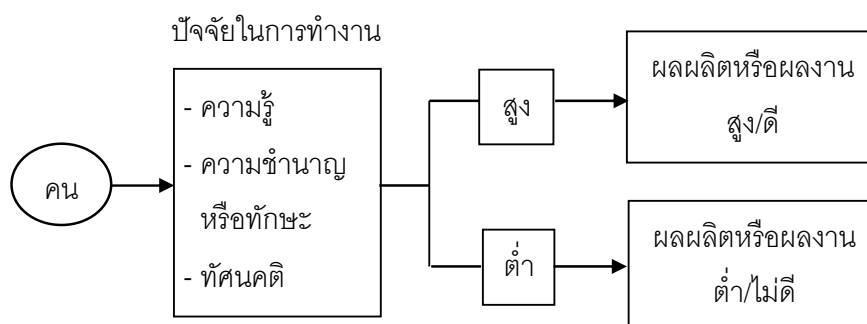 ปัจจัยในการทำงาน
คน
- ความรู้
- ความชำนาญ
หรือทักษะ
- ทัศนคติ
สูง
ผลผลิตหรือผลงาน
สูง/ดี
ต่ำ
ผลผลิตหรือผลงาน
ต่ำ/ไม่ดี